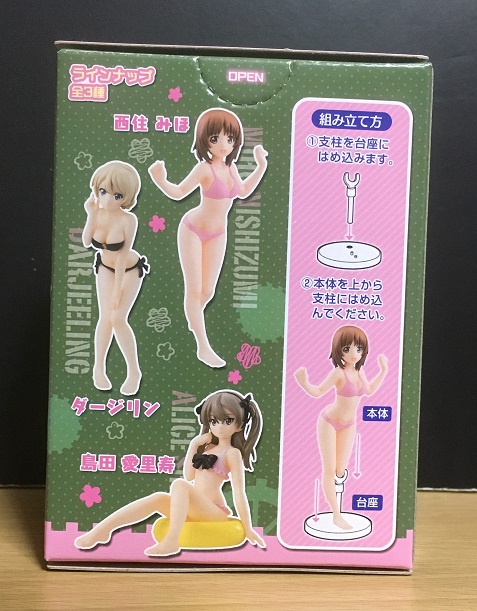 ラインナップ
全3種
OPEN
西住 みほ
MIHO NISHIZUMI
DARJEELING
ダージリン
ALICE
島田 愛里寿
組み立て方
①支柱を台座に
はめ込みます。
②本体を上から
支柱にはめ込
んでください。
本体
台座